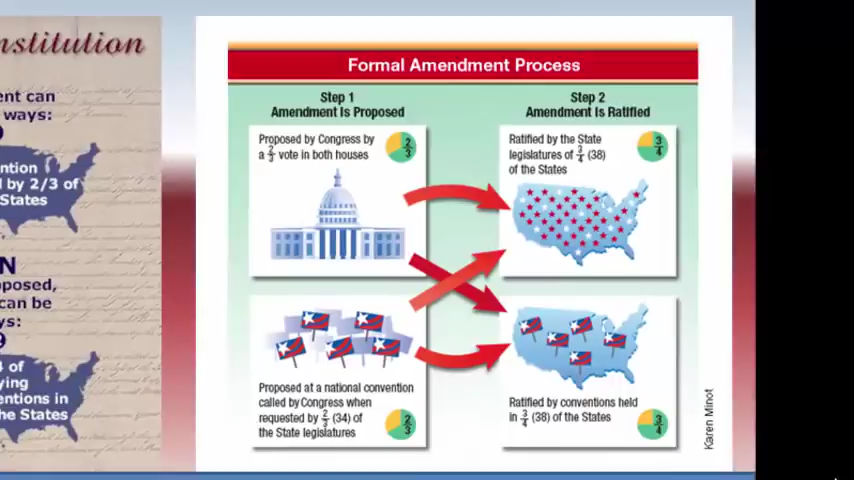 nstitution
ent can
ways:
ntion
d by 2/3 of
States
N
posed,
can be
ys:
9
4 of
ying
entions in
he States
Formal Amendment Process
Step 1
Amendment Is Proposed
Proposed by Congress by
a 2/3 vote in both houses
2/3
Proposed at a national convention
called by Congress when
requested by 2/3 (34) of
the State legislatures
2/3
Step 2
Amendment Is Ratified
Ratified by the State
legislatures of 3/4 (38)
of the States
3/4
Ratified by conventions held
in 3/4 (38) of the States
3/4
Karen Minot